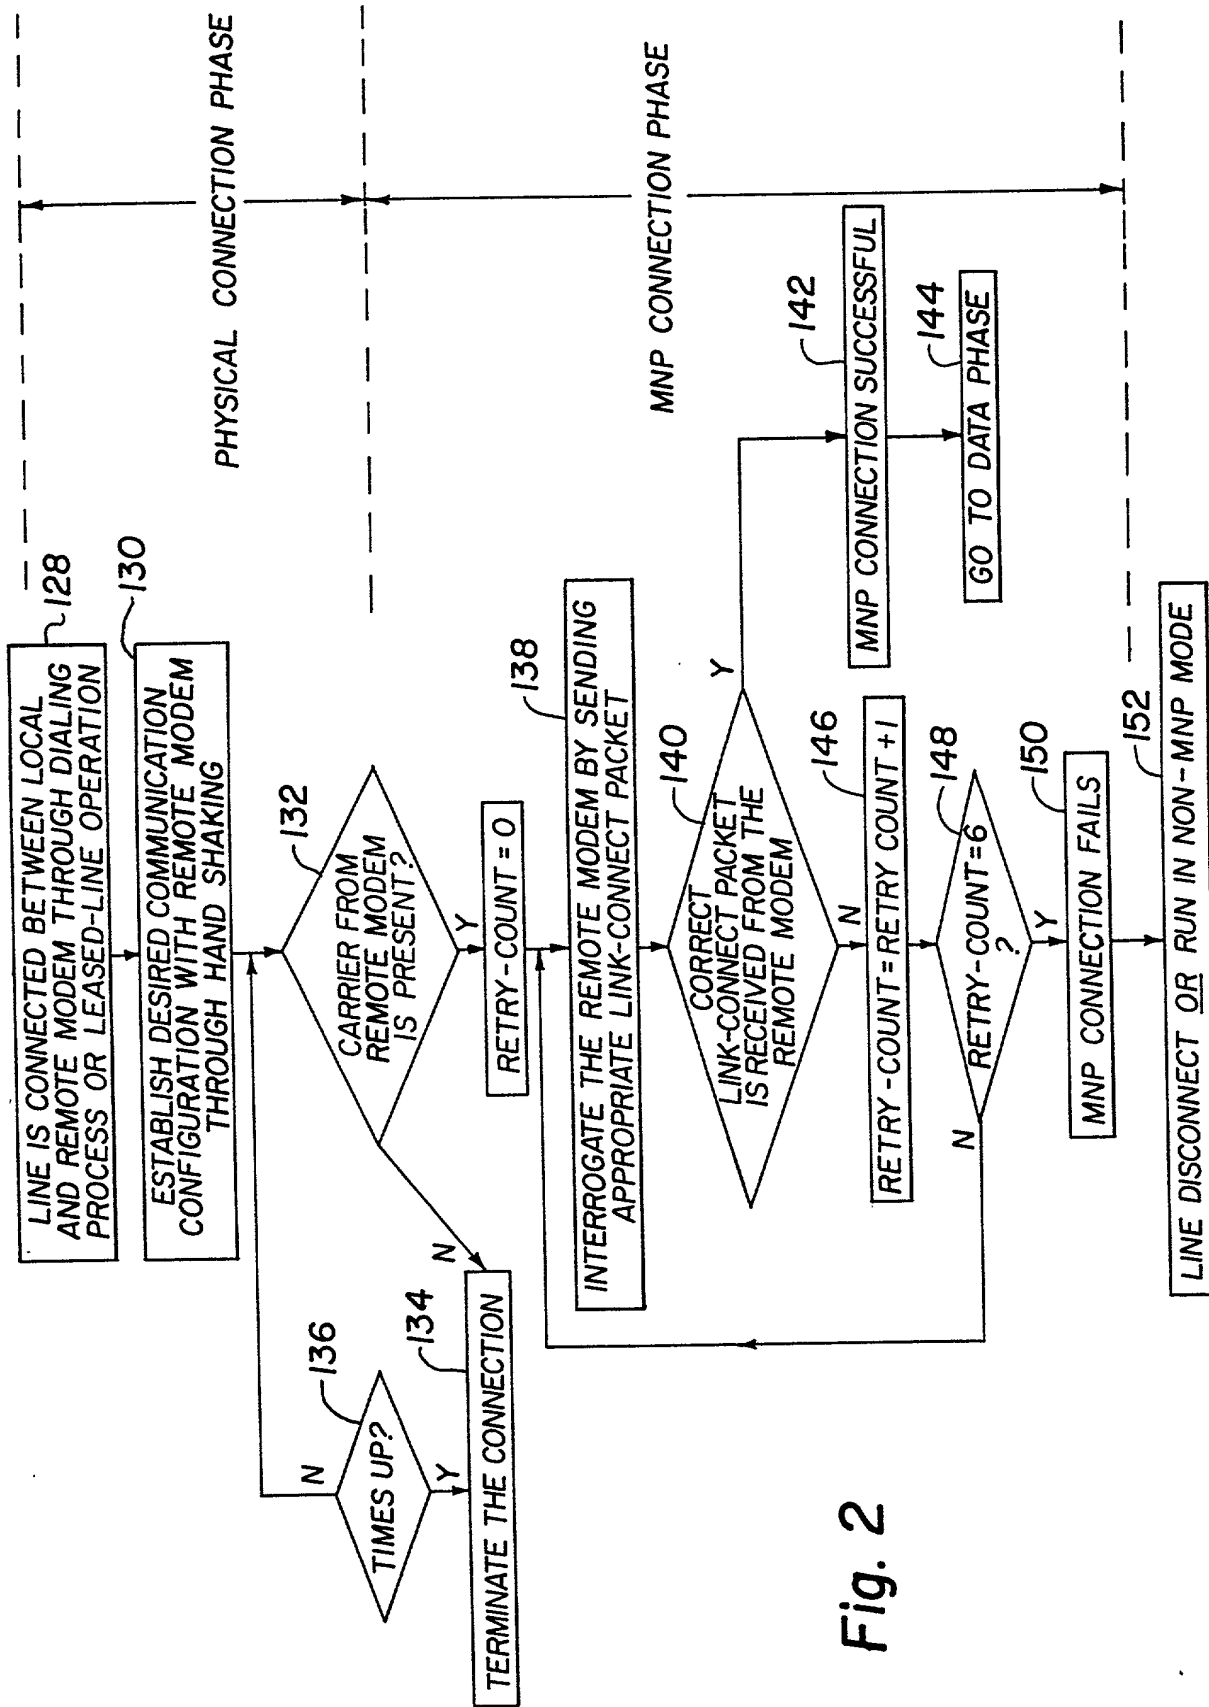 LINE IS CONNECTED BETWEEN LOCAL
AND REMOTE MODEM THROUGH DIALING
PROCESS OR LEASED-LINE OPERATION
128
ESTABLISH DESIRED COMMUNICATION
CONFIGURATION WITH REMOTE MODEM
THROUGH HAND SHAKING
130
PHYSICAL CONNECTION PHASE
CARRIER FROM
REMOTE MODEM
IS PRESENT?
132
N
Y
TIMES UP?
136
N
Y
TERMINATE THE CONNECTION
134
RETRY-COUNT = 0
INTERROGATE THE REMOTE MODEM BY SENDING
APPROPRIATE LINK-CONNECT PACKET
138
MNP CONNECTION PHASE
CORRECT
LINK-CONNECT PACKET
IS RECEIVED FROM THE
REMOTE MODEM
140
Y
N
MNP CONNECTION SUCCESSFUL
142
GO TO DATA PHASE
144
RETRY-COUNT = RETRY COUNT +1
146
RETRY-COUNT=6
?
148
N
Y
MNP CONNECTION FAILS
150
LINE DISCONNECT OR RUN IN NON-MNP MODE
152
Fig. 2